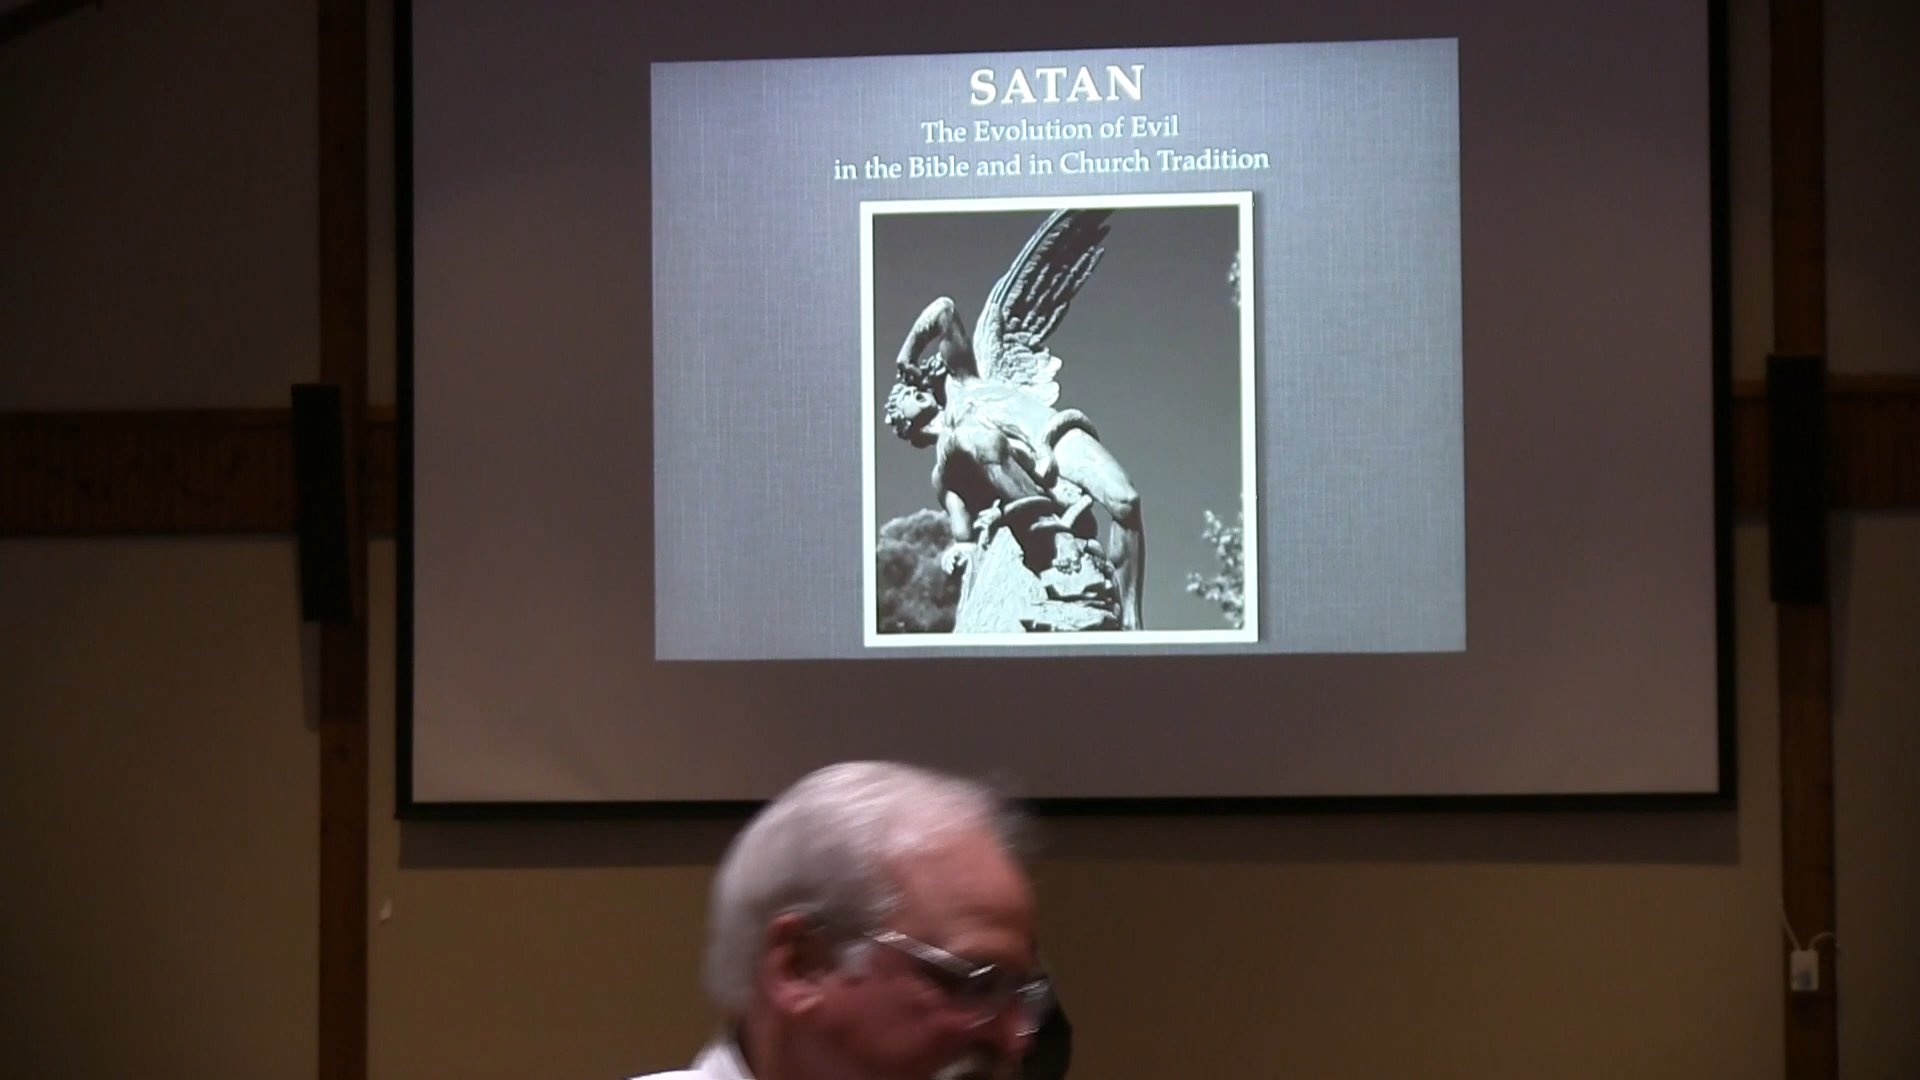 SATAN
The Evolution of Evil
in the Bible and in Church Tradition